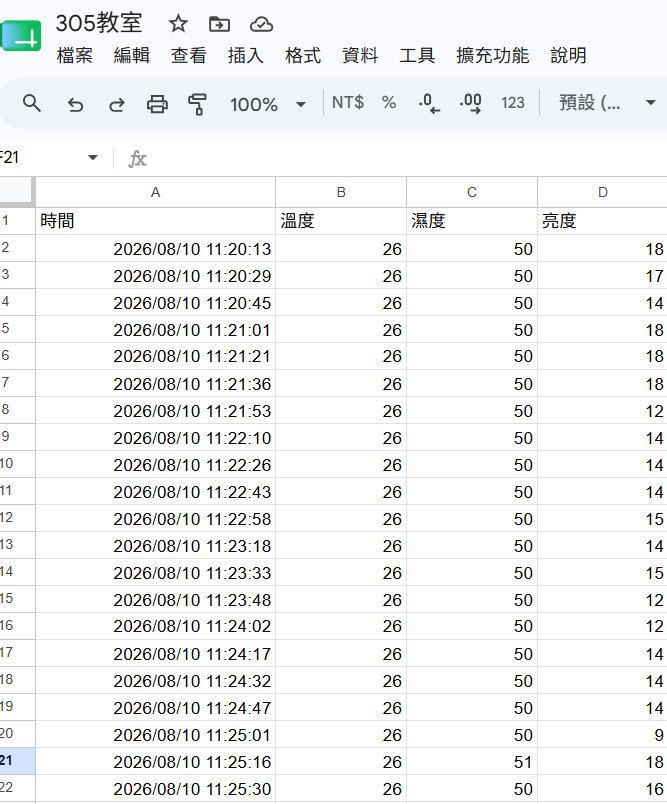 305教室
檔案 編輯 查看 插入 格式 資料 工具 擴充功能 說明
100% NT$ % .0 .00 123 預設 (...
F21 fx
A B C D
1 時間 溫度 濕度 亮度
2 2026/08/10 11:20:13 26 50 18
3 2026/08/10 11:20:29 26 50 17
4 2026/08/10 11:20:45 26 50 14
5 2026/08/10 11:21:01 26 50 18
6 2026/08/10 11:21:21 26 50 18
7 2026/08/10 11:21:36 26 50 18
8 2026/08/10 11:21:53 26 50 12
9 2026/08/10 11:22:10 26 50 14
10 2026/08/10 11:22:26 26 50 14
11 2026/08/10 11:22:43 26 50 14
12 2026/08/10 11:22:58 26 50 15
13 2026/08/10 11:23:18 26 50 14
14 2026/08/10 11:23:33 26 50 15
15 2026/08/10 11:23:48 26 50 12
16 2026/08/10 11:24:02 26 50 12
17 2026/08/10 11:24:17 26 50 14
18 2026/08/10 11:24:32 26 50 14
19 2026/08/10 11:24:47 26 50 14
20 2026/08/10 11:25:01 26 50 9
21 2026/08/10 11:25:16 26 51 18
22 2026/08/10 11:25:30 26 50 16